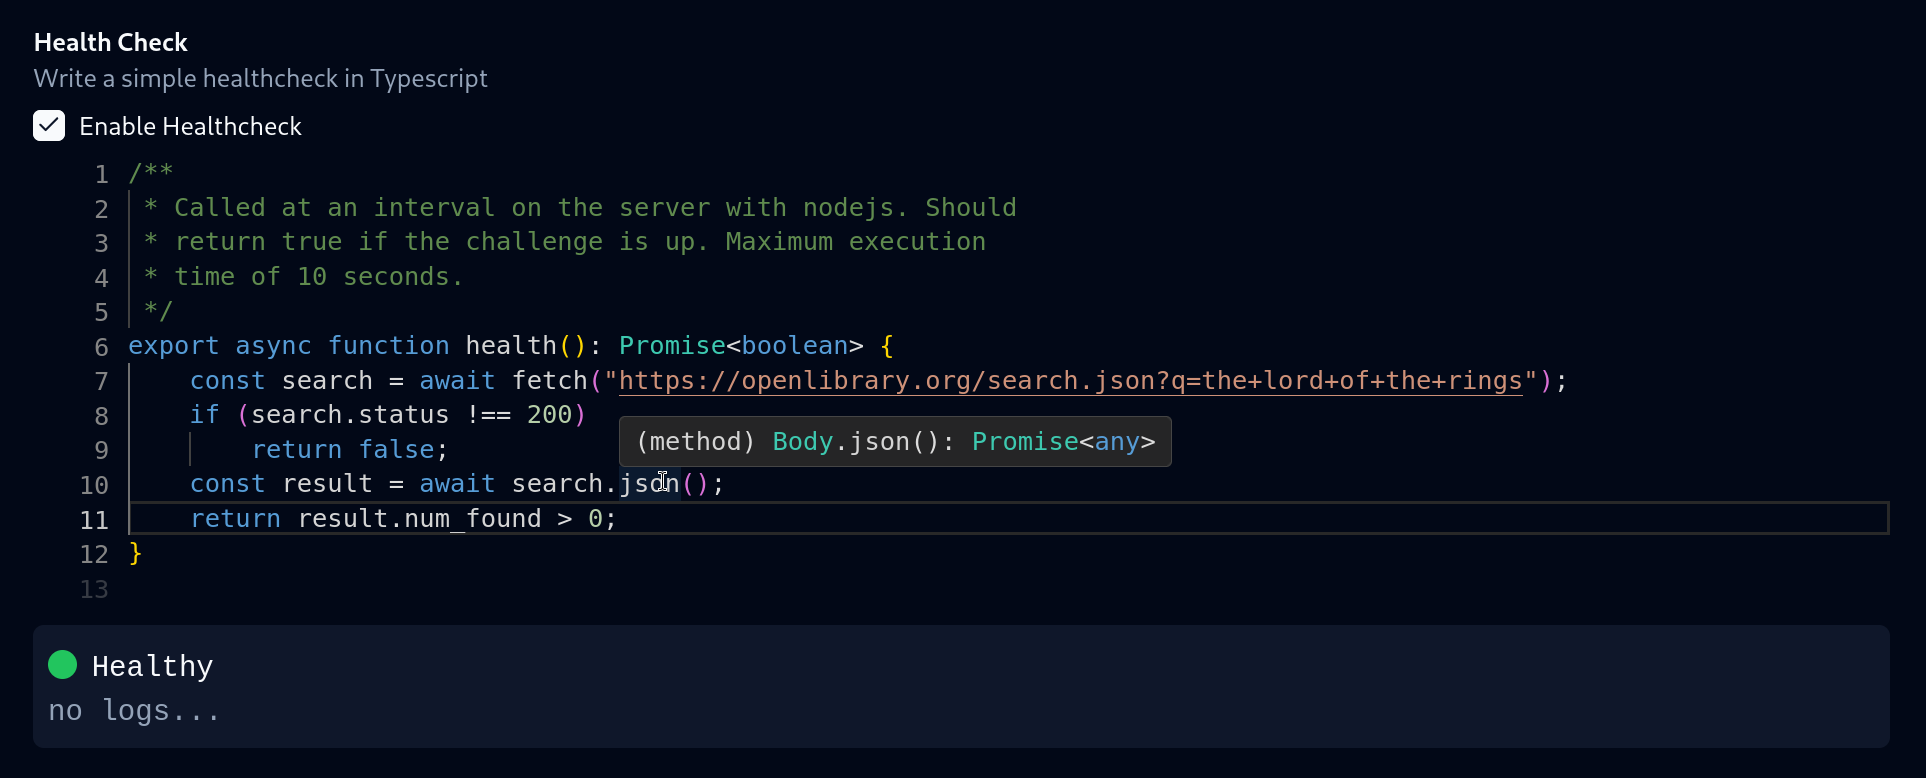 Health Check
Write a simple healthcheck in Typescript
Enable Healthcheck
1 /**
2  * Called at an interval on the server with nodejs. Should
3  * return true if the challenge is up. Maximum execution
4  * time of 10 seconds.
5  */
6 export async function health(): Promise<boolean> {
7     const search = await fetch("https://openlibrary.org/search.json?q=the+lord+of+the+rings");
8     if (search.status !== 200)
(method) Body.json(): Promise<any>
9         return false;
10     const result = await search.json();
11     return result.num_found > 0;
12 }
13
Healthy
no logs...